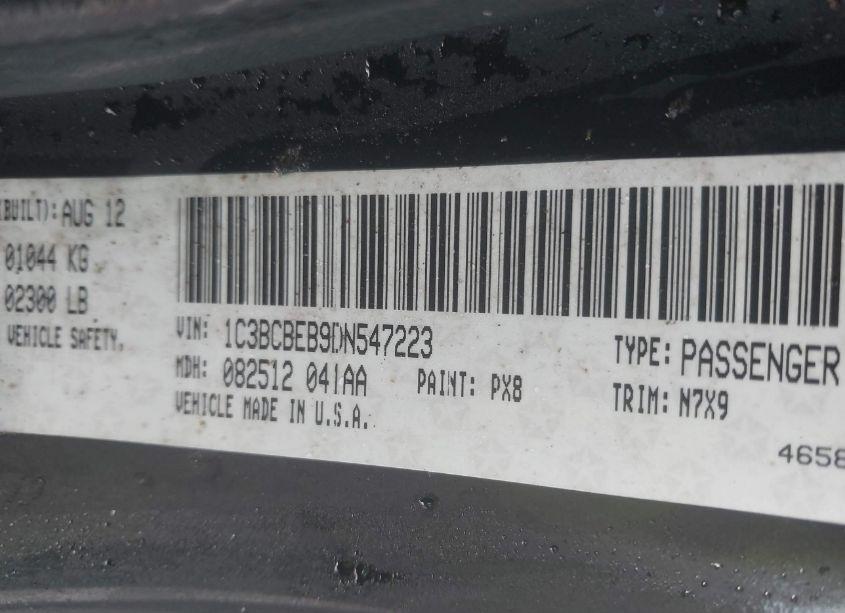 (BUILT): AUG 12
01044 KG
02300 LB
VEHICLE SAFETY,
VIN: 1C3BCBEB9DN547223
MDH: 082512 041AA
PAINT: PX8
VEHICLE MADE IN U.S.A.
TYPE: PASSENGER
TRIM: N7X9
4658